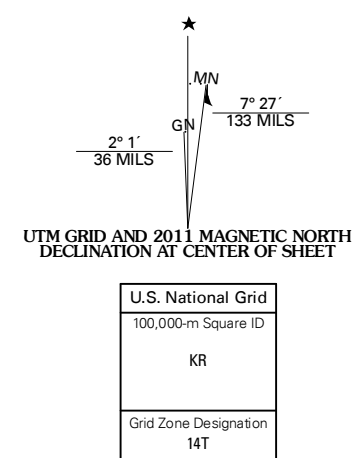 ★
MN
7° 27´
133 MILS
GN
2° 1´
36 MILS
UTM GRID AND 2011 MAGNETIC NORTH
DECLINATION AT CENTER OF SHEET
U.S. National Grid
100,000-m Square ID
KR
Grid Zone Designation
14T